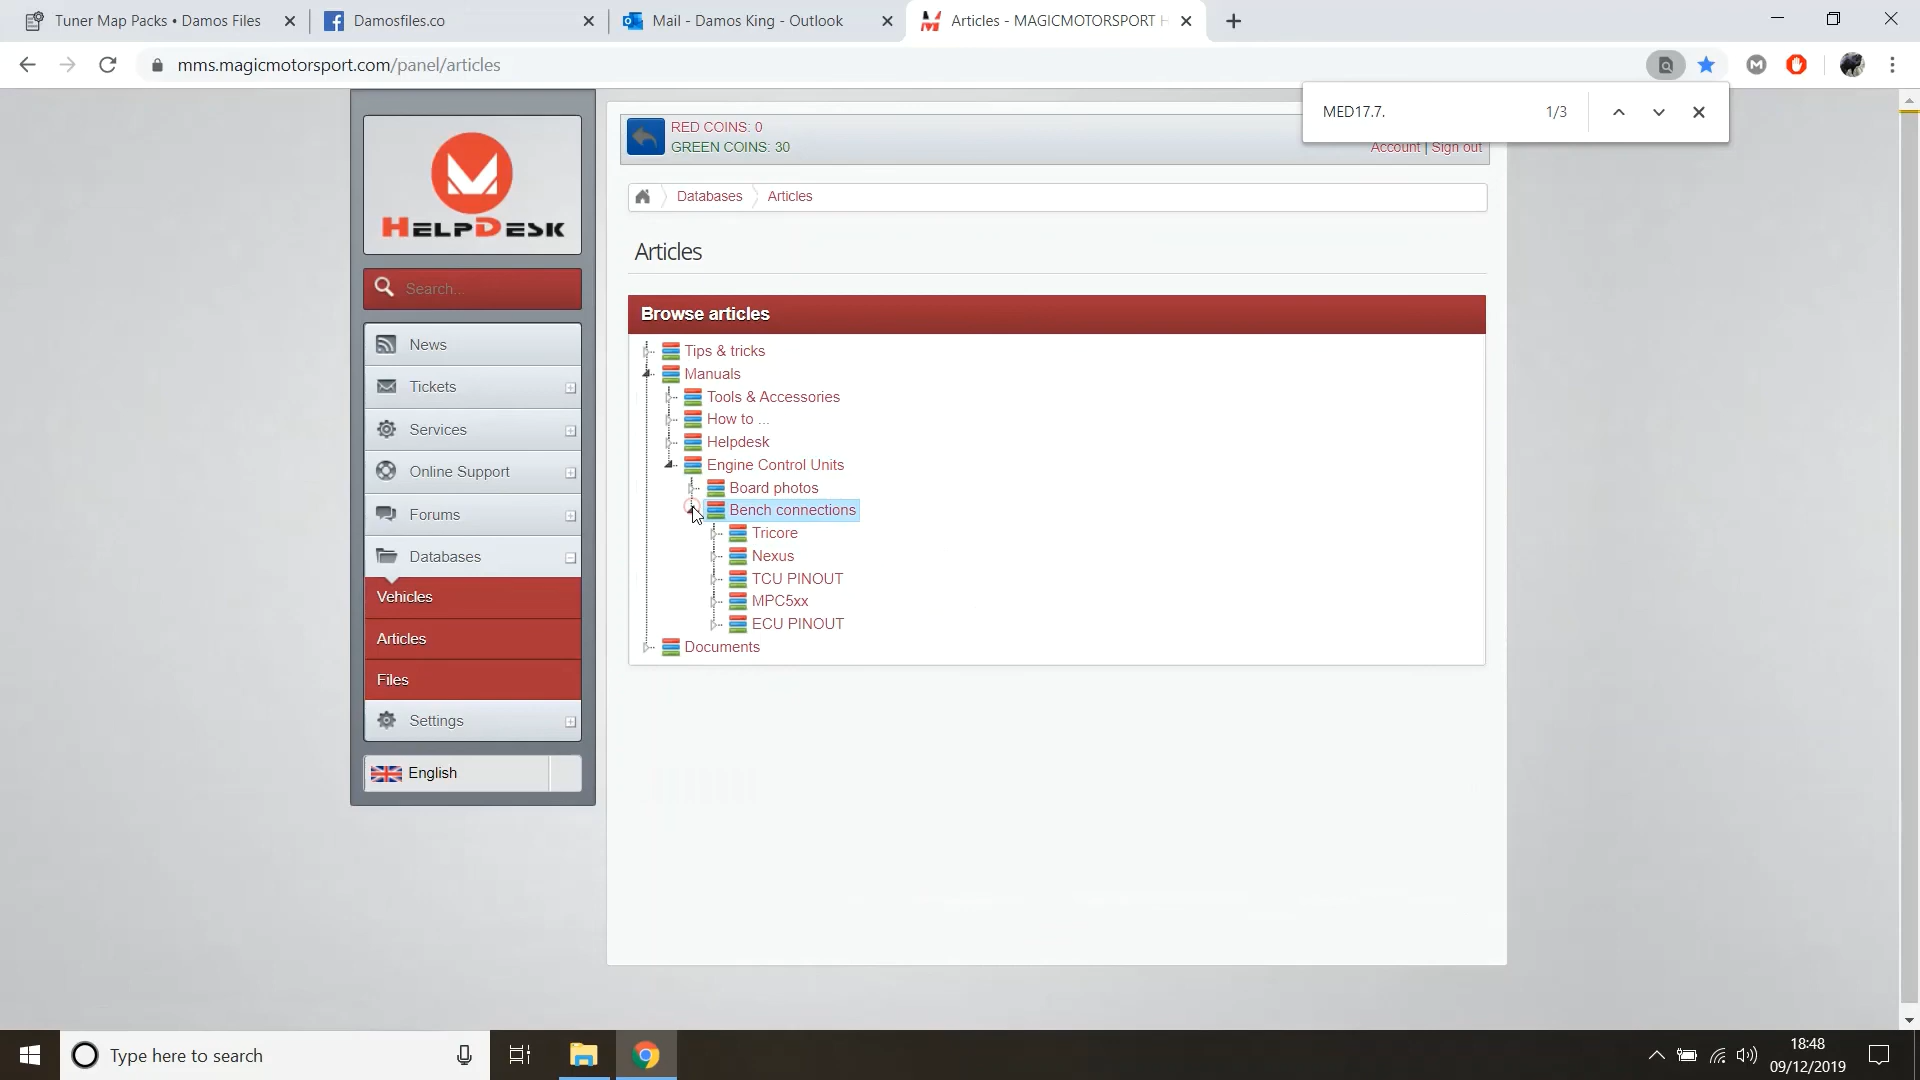 Tuner Map Packs • Damos Files
Damosfiles.co
Mail - Damos King - Outlook
Articles - MAGICMOTORSPORT H
mms.magicmotorsport.com/panel/articles
MED17.7.
1/3
HELPDESK
Search...
News
Tickets
Services
Online Support
Forums
Databases
Vehicles
Articles
Files
Settings
English
RED COINS: 0
GREEN COINS: 30
Account | Sign out
Databases
Articles
Articles
Browse articles
Tips & tricks
Manuals
Tools & Accessories
How to ...
Helpdesk
Engine Control Units
Board photos
Bench connections
Tricore
Nexus
TCU PINOUT
MPC5xx
ECU PINOUT
Documents
Type here to search
18:48
09/12/2019